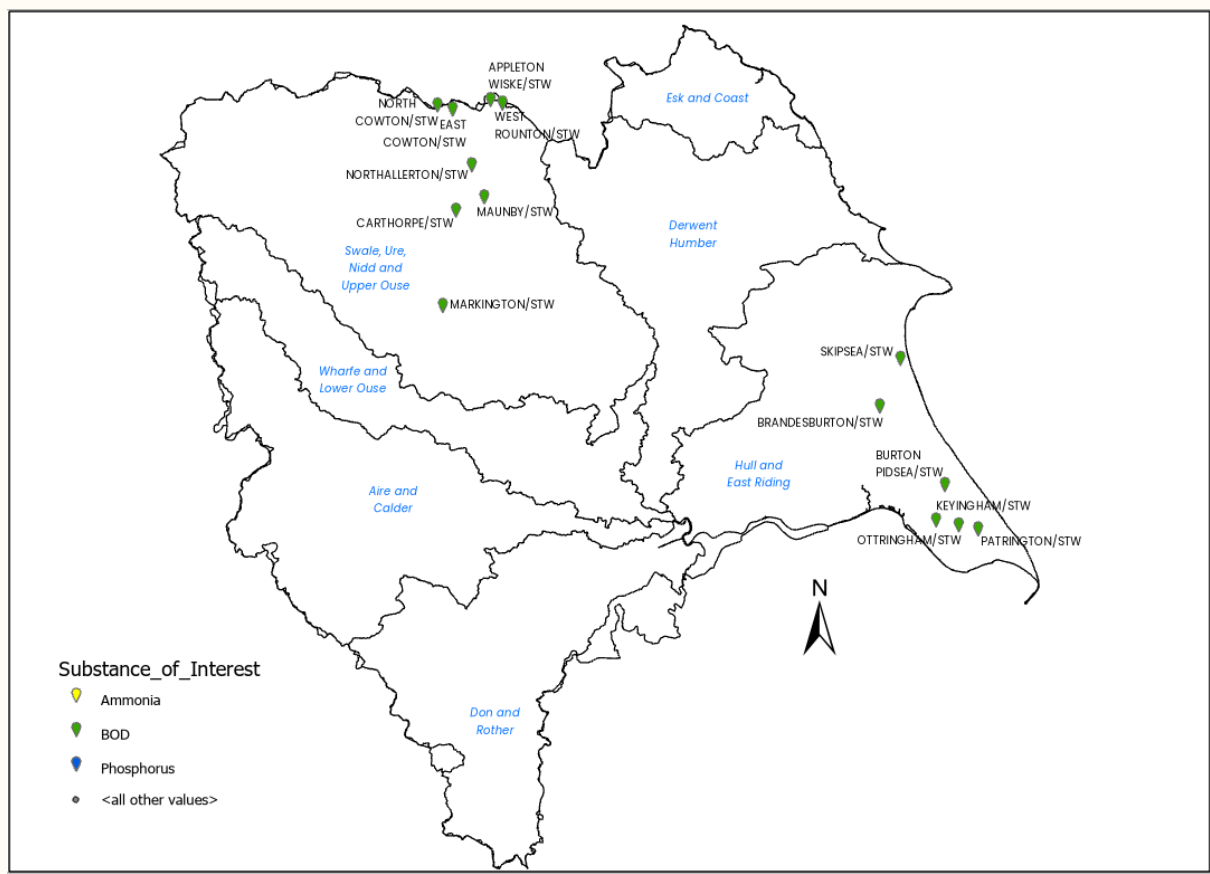 APPLETON
WISKE/STW
Esk and Coast
NORTH
COWTON/STW
EAST
COWTON/STW
WEST
ROUNTON/STW
NORTHALLERTON/STW
MAUNBY/STW
CARTHORPE/STW
Derwent
Humber
Swale, Ure,
Nidd and
Upper Ouse
MARKINGTON/STW
SKIPSEA/STW
Wharfe and
Lower Ouse
BRANDESBURTON/STW
BURTON
PIDSEA/STW
Hull and
East Riding
Aire and
Calder
KEYINGHAM/STW
OTTRINGHAM/STW
PATRINGTON/STW
N
Substance_of_Interest
Ammonia
BOD
Phosphorus
<all other values>
Don and
Rother